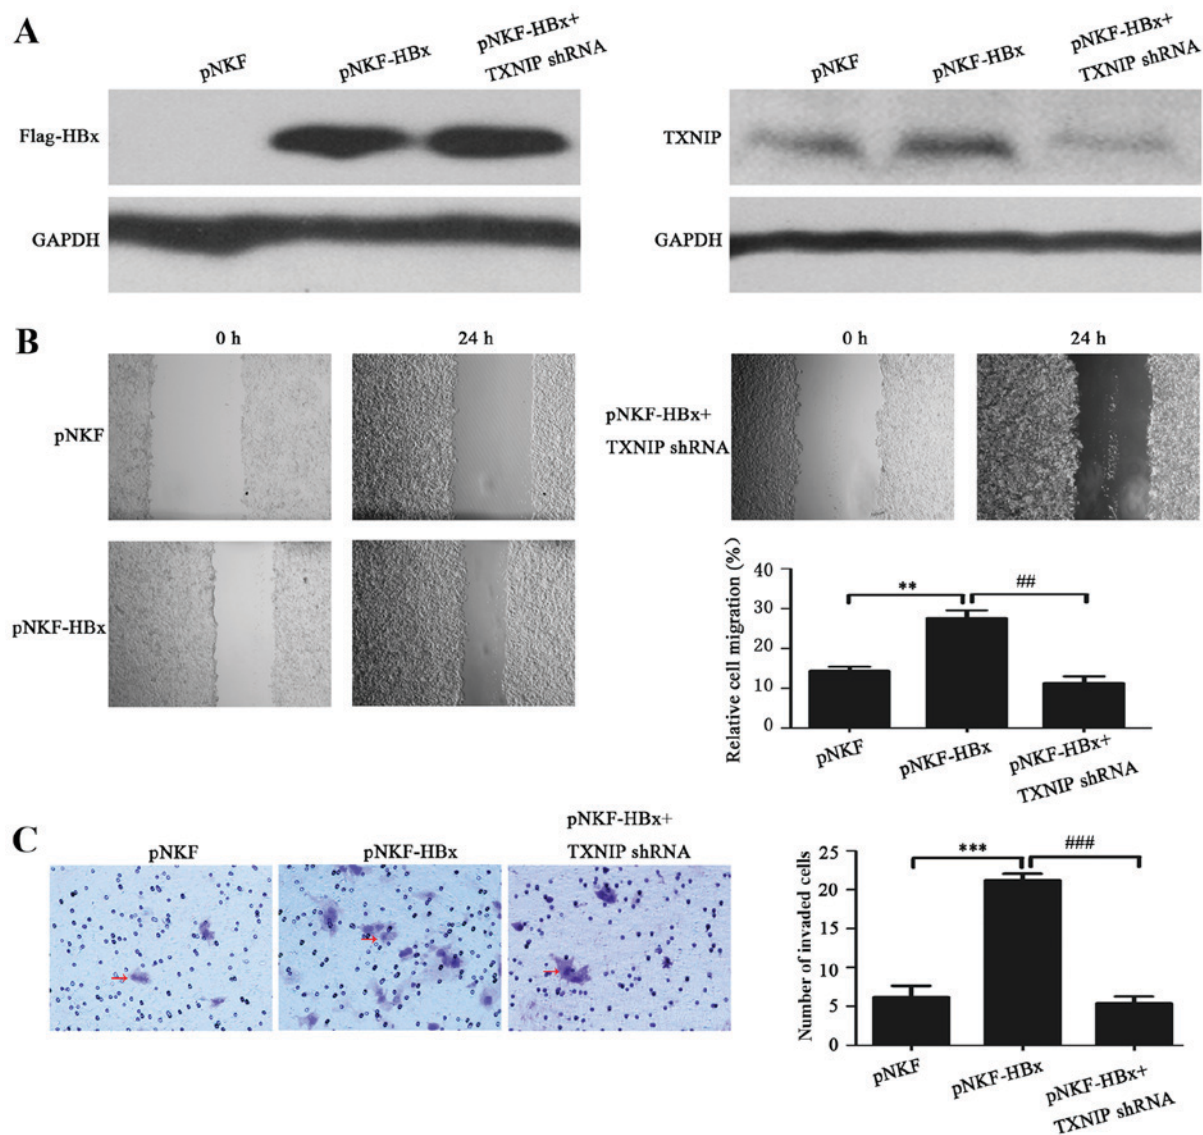 A
pNKF
pNKF-HBx
pNKF-HBx+
TXNIP shRNA
Flag-HBx
GAPDH
pNKF
pNKF-HBx
pNKF-HBx+
TXNIP shRNA
TXNIP
GAPDH
B
0 h
24 h
pNKF
pNKF-HBx
0 h
24 h
pNKF-HBx+
TXNIP shRNA
Relative cell migration (%)
40
30
20
10
0
**
##
pNKF
pNKF-HBx
pNKF-HBx+
TXNIP shRNA
C
pNKF
pNKF-HBx
pNKF-HBx+
TXNIP shRNA
Number of invaded cells
25
20
15
10
5
0
***
###
pNKF
pNKF-HBx
pNKF-HBx+
TXNIP shRNA